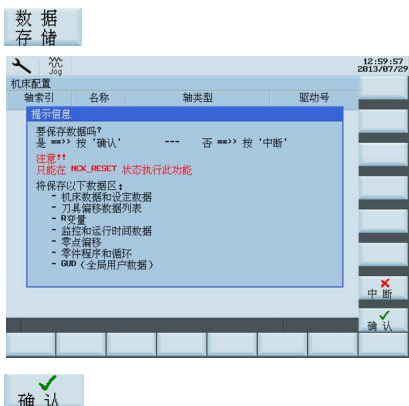 数 据
存 储
Jog
12:59:57
2013/07/29
机床配置
轴索引 名称 轴类型 驱动号
提示信息
要保存数据吗?
是 ==>> 按 '确认' --- 否 ==>> 按 '中断'
注意!!
只能在 NCK_RESET 状态执行此功能
将保存以下数据区:
- 机床数据和设定数据
- 刀具偏移数据列表
- R变量
- 监控和运行时间数据
- 零点偏移
- 零件程序和循环
- GUD (全局用户数据)
中 断
确 认
确 认